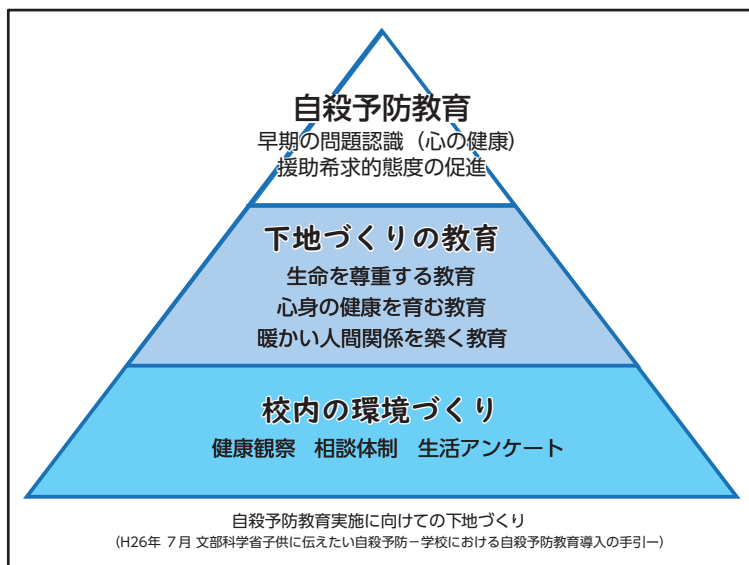 自殺予防教育
早期の問題認識（心の健康）
援助希求的態度の促進
下地づくりの教育
生命を尊重する教育
心身の健康を育む教育
暖かい人間関係を築く教育
校内の環境づくり
健康観察　相談体制　生活アンケート
自殺予防教育実施に向けての下地づくり
(H26年 ７月 文部科学省子供に伝えたい自殺予防－学校における自殺予防教育導入の手引ー)